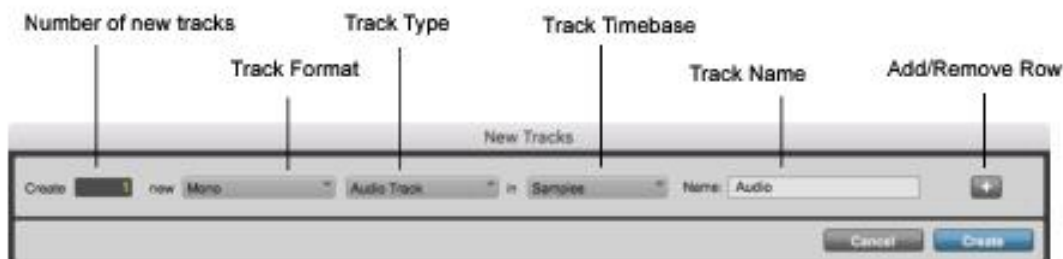 Number of new tracks Track Type Track Timebase
Track Format Track Name Add/Remove Row
New Tracks
Create 1 new Mono Audio Track in Samples Name: Audio +
Cancel Create